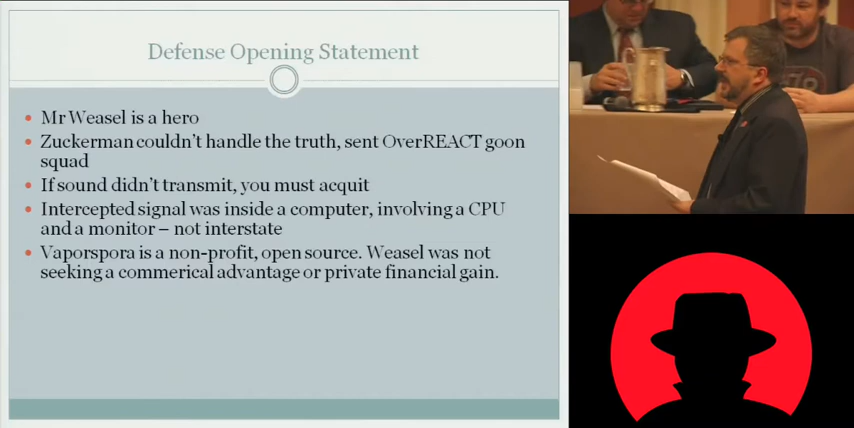 Defense Opening Statement
Mr Weasel is a hero
Zuckerman couldn't handle the truth, sent OverREACT goon
squad
If sound didn't transmit, you must acquit
Intercepted signal was inside a computer, involving a CPU
and a monitor – not interstate
Vaporspora is a non-profit, open source. Weasel was not
seeking a commerical advantage or private financial gain.